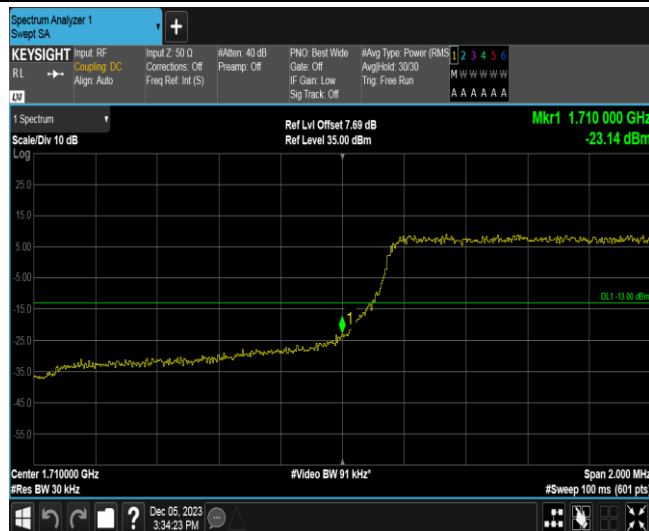 Spectrum Analyzer 1
Swept SA
+
KEYSIGHT
RL
Input: RF
Coupling: DC
Align: Auto
Input Z: 50 Ω
Corrections: Off
Freq Ref: Int (S)
#Atten: 40 dB
Preamp: Off
PNO: Best Wide
Gate: Off
IF Gain: Low
Sig Track: Off
#Avg Type: Power (RMS
Avg|Hold: 30/30
Trig: Free Run
1 2 3 4 5 6
M W W W W W
A A A A A A
1 Spectrum
Scale/Div 10 dB
Log
Ref Lvl Offset 7.69 dB
Ref Level 35.00 dBm
Mkr1 1.710 000 GHz
-23.14 dBm
25.0
15.0
5.00
-5.00
-15.0
-25.0
-35.0
-45.0
-55.0
DL1 -13.00 dBm
1
Center 1.710000 GHz
#Res BW 30 kHz
#Video BW 91 kHz*
Span 2.000 MHz
#Sweep 100 ms (601 pts)
?
Dec 05, 2023
3:34:23 PM